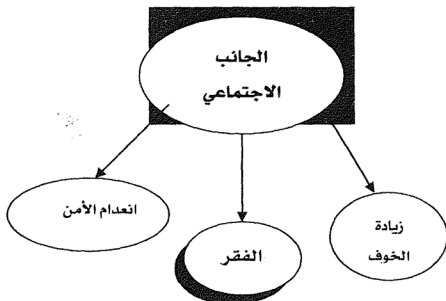 الجانب
الاجتماعي
زيادة
الخوف
الفقر
انعدام الأمن